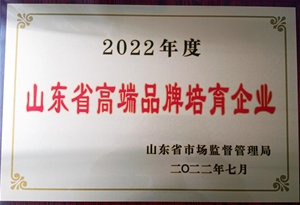 2022年度
山东省高端品牌培育企业
山东省市场监督管理局
二〇二二年七月